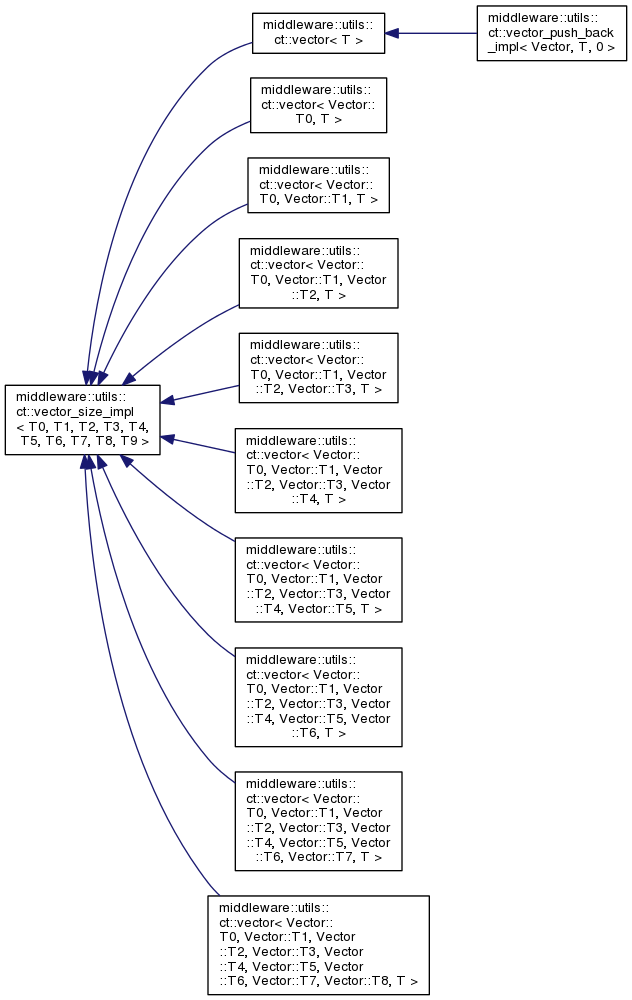 middleware::utils::
ct::vector< T >
middleware::utils::
ct::vector_push_back
_impl< Vector, T, 0 >
middleware::utils::
ct::vector< Vector::
T0, T >
middleware::utils::
ct::vector< Vector::
T0, Vector::T1, T >
middleware::utils::
ct::vector< Vector::
T0, Vector::T1, Vector
::T2, T >
middleware::utils::
ct::vector< Vector::
T0, Vector::T1, Vector
::T2, Vector::T3, T >
middleware::utils::
ct::vector_size_impl
< T0, T1, T2, T3, T4,
T5, T6, T7, T8, T9 >
middleware::utils::
ct::vector< Vector::
T0, Vector::T1, Vector
::T2, Vector::T3, Vector
::T4, T >
middleware::utils::
ct::vector< Vector::
T0, Vector::T1, Vector
::T2, Vector::T3, Vector
::T4, Vector::T5, T >
middleware::utils::
ct::vector< Vector::
T0, Vector::T1, Vector
::T2, Vector::T3, Vector
::T4, Vector::T5, Vector
::T6, T >
middleware::utils::
ct::vector< Vector::
T0, Vector::T1, Vector
::T2, Vector::T3, Vector
::T4, Vector::T5, Vector
::T6, Vector::T7, T >
middleware::utils::
ct::vector< Vector::
T0, Vector::T1, Vector
::T2, Vector::T3, Vector
::T4, Vector::T5, Vector
::T6, Vector::T7, Vector::T8, T >